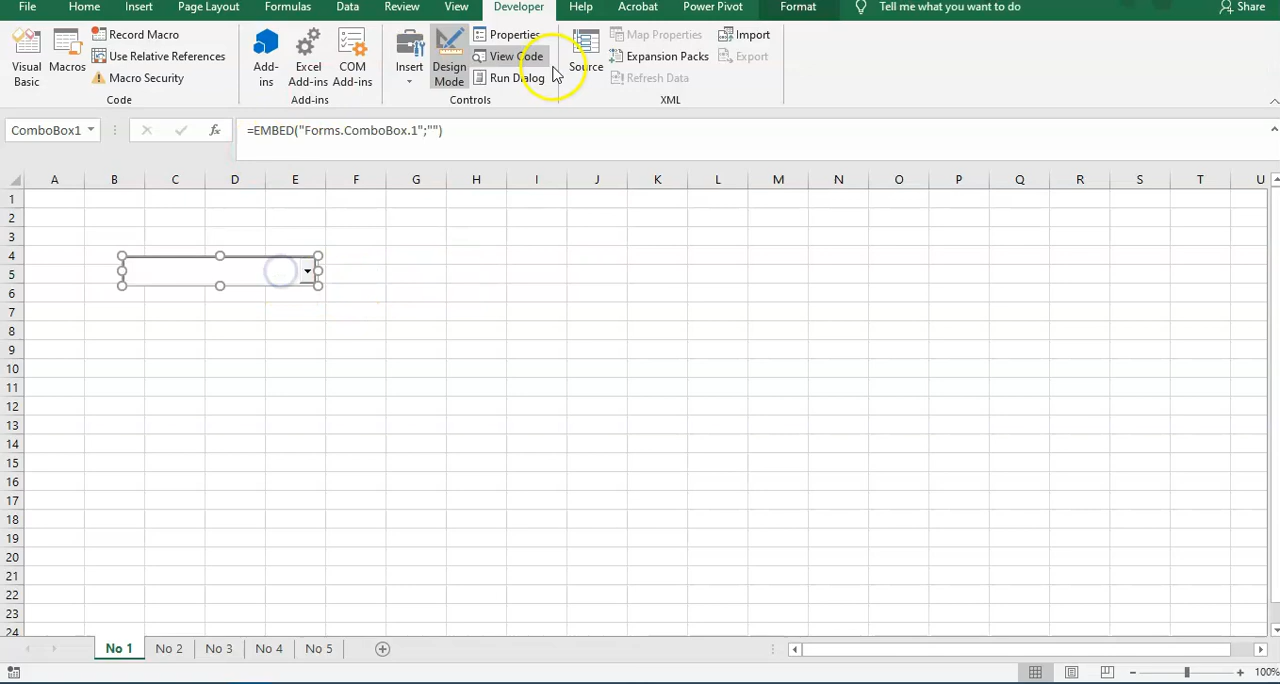 File Home Insert Page Layout Formulas Data Review View Developer Help Acrobat Power Pivot Format Tell me what you want to do Share
Visual Basic
Macros
Record Macro
Use Relative References
Macro Security
Code
Add-ins
Excel Add-ins
COM Add-ins
Add-ins
Insert
Design Mode
Properties
View Code
Run Dialog
Controls
Source
Map Properties
Expansion Packs
Refresh Data
Import
Export
XML
ComboBox1 fx =EMBED("Forms.ComboBox.1";"")
A B C D E F G H I J K L M N O P Q R S T U
1
2
3
4
5
6
7
8
9
10
11
12
13
14
15
16
17
18
19
20
21
22
23
24
No 1 No 2 No 3 No 4 No 5
100%